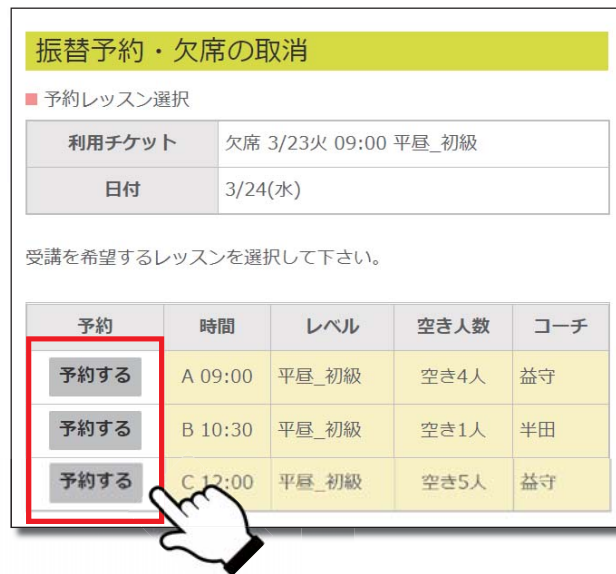 振替予約・欠席の取消
■ 予約レッスン選択
利用チケット 欠席 3/23火 09:00 平昼_初級
日付 3/24(水)
受講を希望するレッスンを選択して下さい。
予約 時間 レベル 空き人数 コーチ
予約する A 09:00 平昼_初級 空き4人 益守
予約する B 10:30 平昼_初級 空き1人 半田
予約する C 12:00 平昼_初級 空き5人 益守